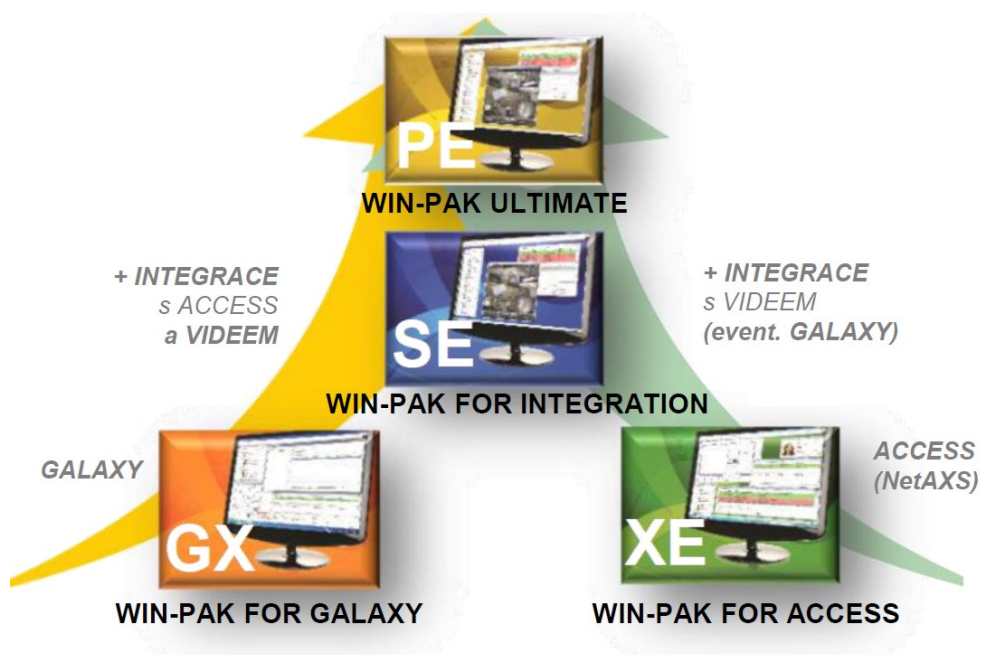 PE
WIN-PAK ULTIMATE
+ INTEGRACE
s ACCESS
a VIDEEM
+ INTEGRACE
s VIDEEM
(event. GALAXY)
SE
WIN-PAK FOR INTEGRATION
GALAXY
ACCESS
(NetAXS)
GX
XE
WIN-PAK FOR GALAXY
WIN-PAK FOR ACCESS